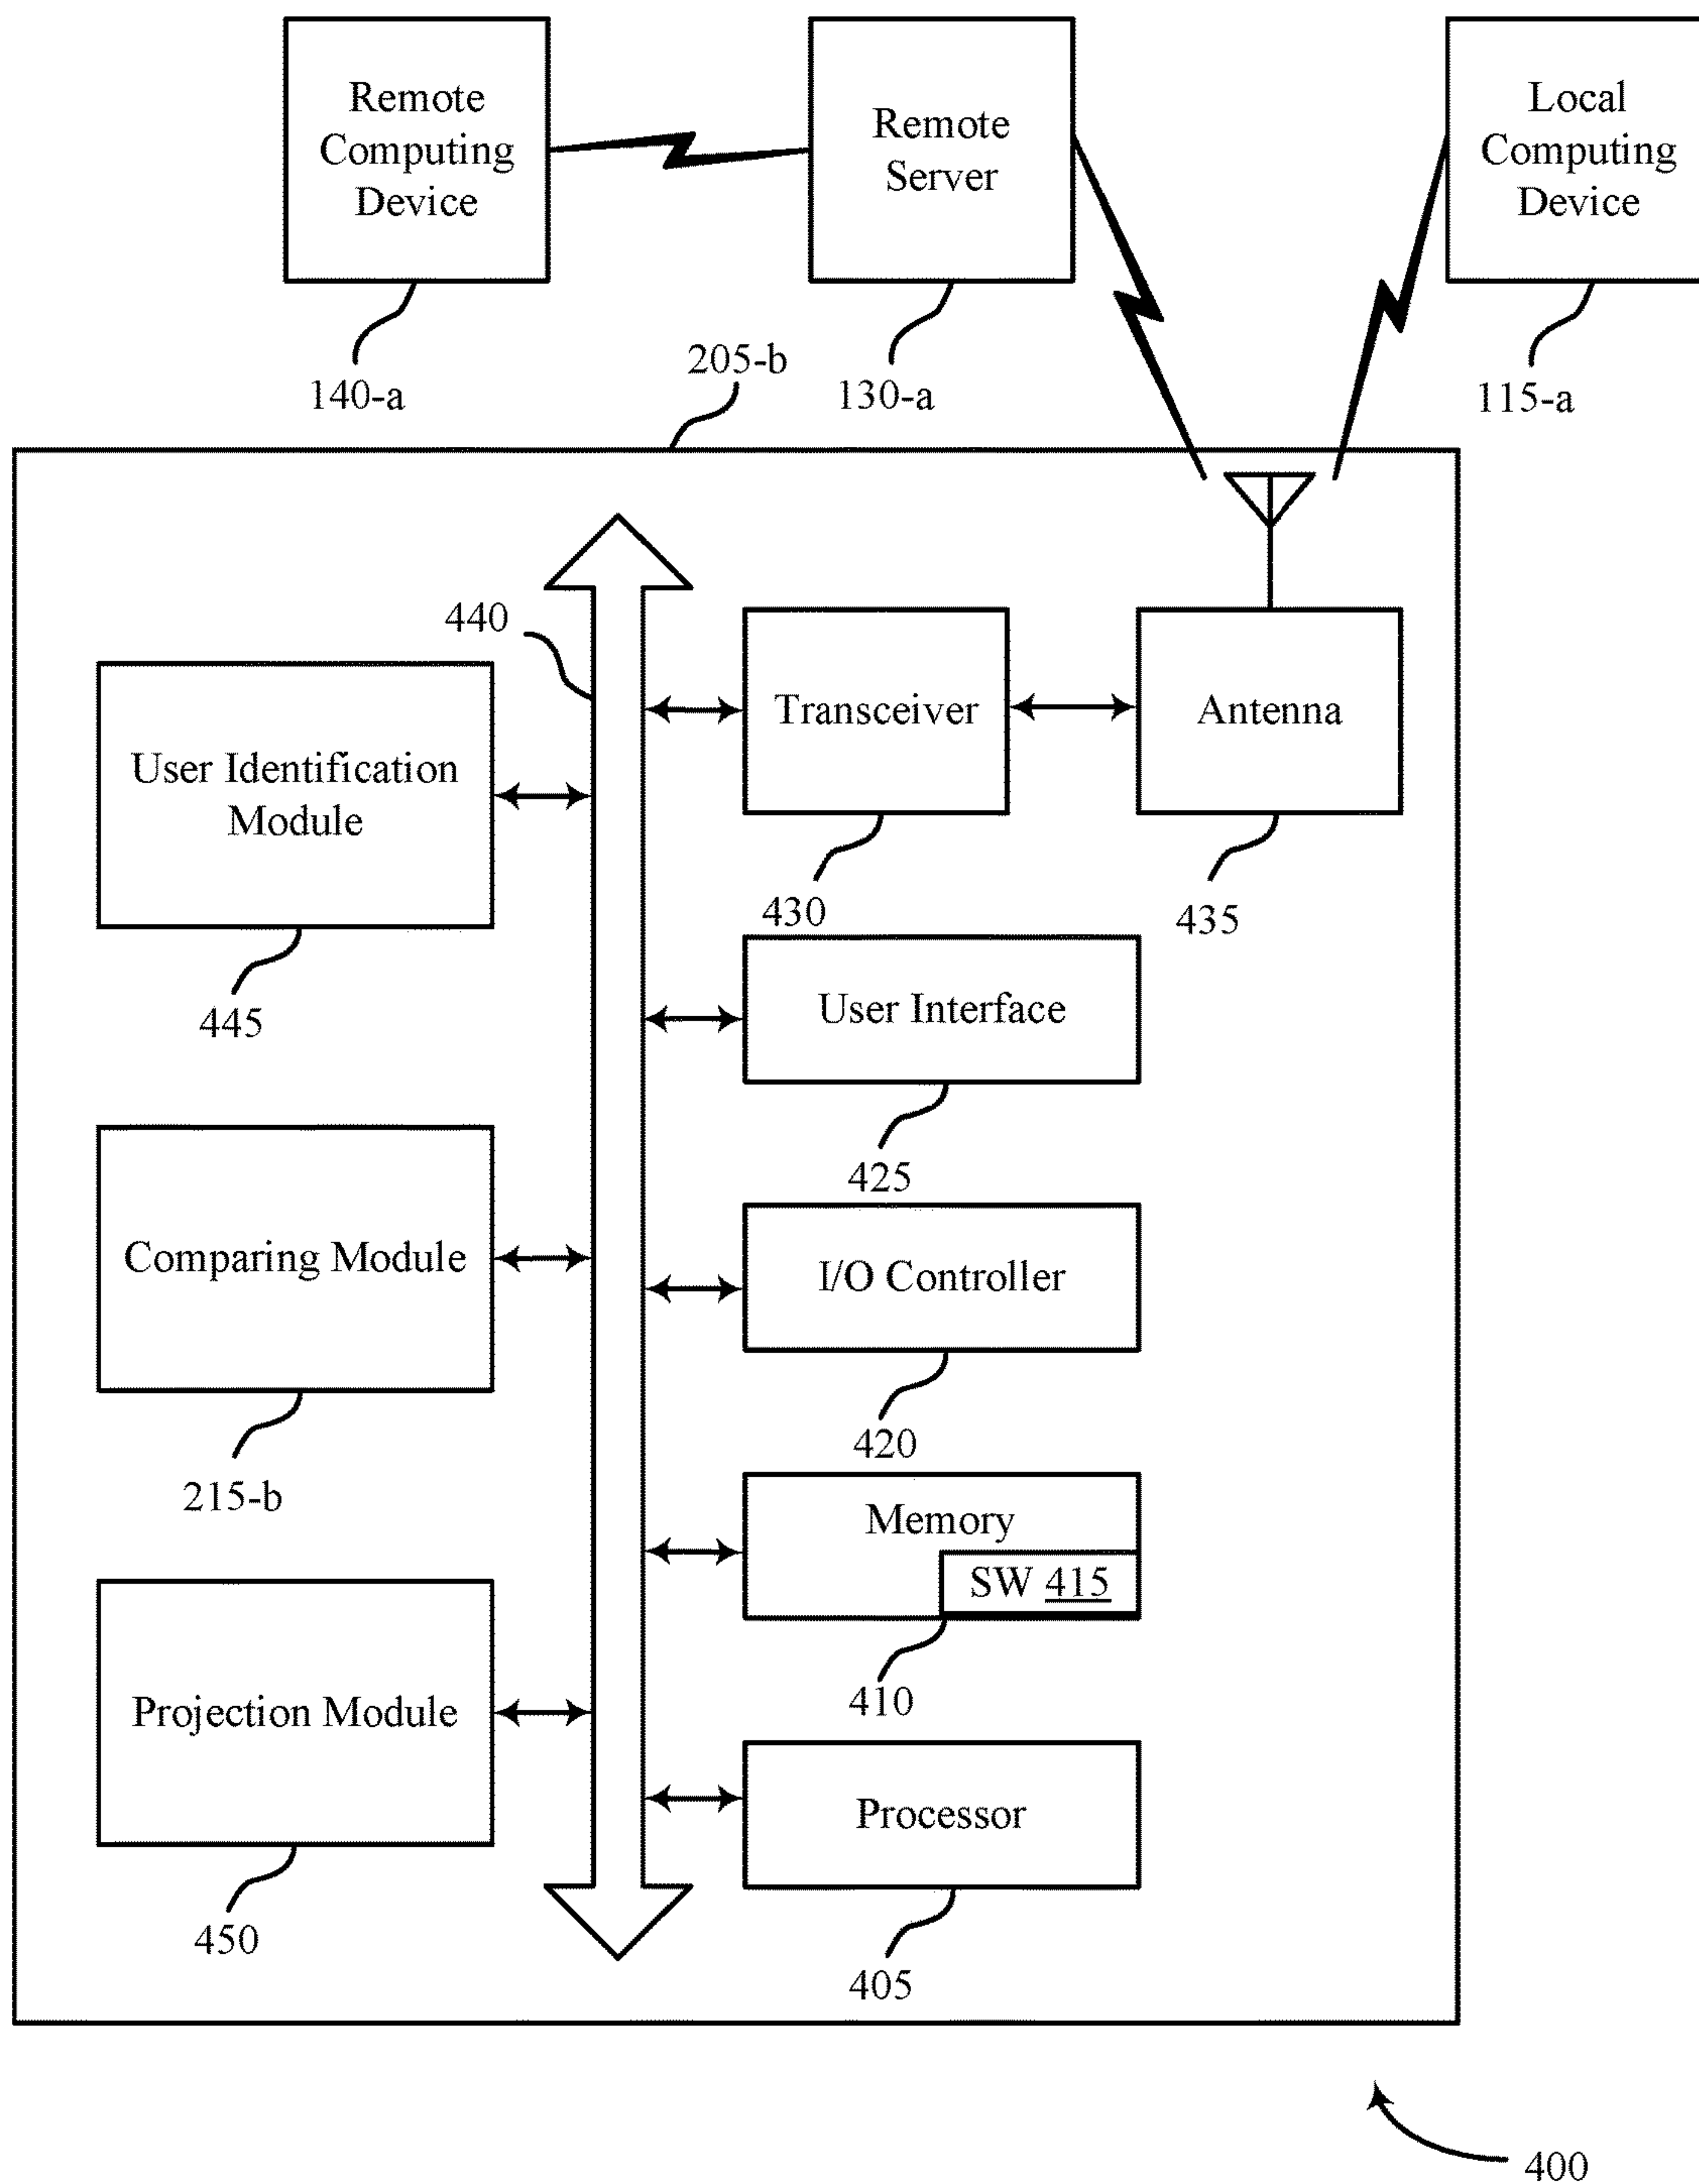 Remote
Computing
Device
Remote
Server
Local
Computing
Device
140-a
205-b
130-a
115-a
440
Transceiver
Antenna
User Identification
Module
430
435
445
User Interface
425
Comparing Module
I/O Controller
215-b
420
Memory
SW 415
410
Projection Module
Processor
450
405
400